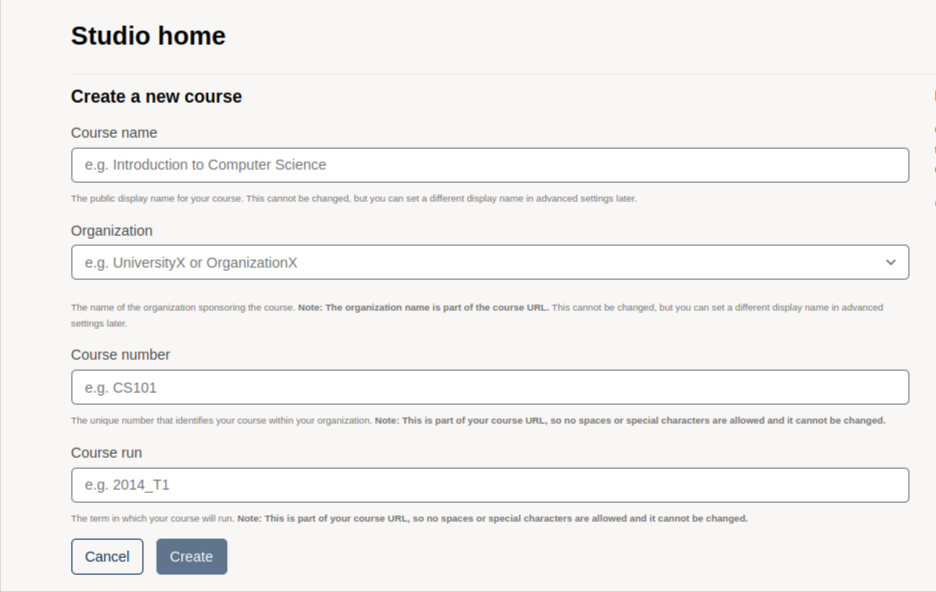 Studio home
Create a new course
Course name
e.g. Introduction to Computer Science
The public display name for your course. This cannot be changed, but you can set a different display name in advanced settings later.
Organization
e.g. UniversityX or OrganizationX
The name of the organization sponsoring the course. Note: The organization name is part of the course URL. This cannot be changed, but you can set a different display name in advanced
settings later.
Course number
e.g. CS101
The unique number that identifies your course within your organization. Note: This is part of your course URL, so no spaces or special characters are allowed and it cannot be changed.
Course run
e.g. 2014_T1
The term in which your course will run. Note: This is part of your course URL, so no spaces or special characters are allowed and it cannot be changed.
Cancel
Create